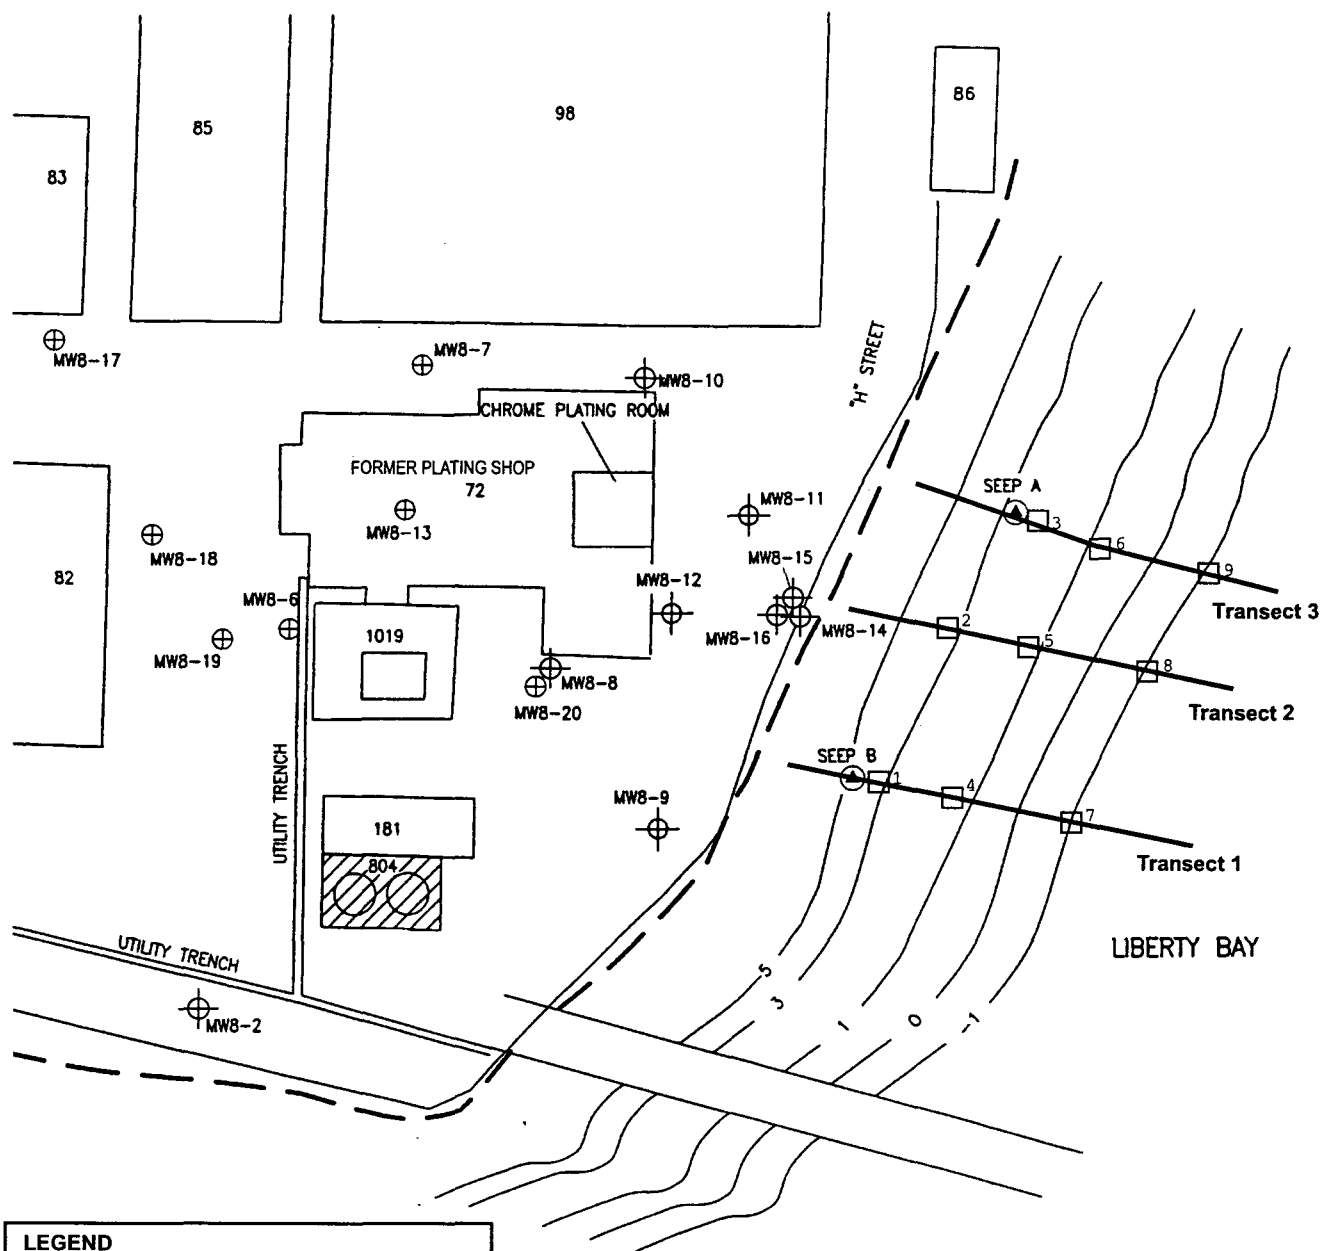 86
98
85
83
"H" STREET
MW8-17
MW8-7
MW8-10
CHROME PLATING ROOM
FORMER PLATING SHOP
72
SEEP A
MW8-11
3
MW8-13
MW8-18
6
MW8-15
9
82
MW8-12
MW8-6
Transect 3
2
MW8-16
MW8-14
1019
5
MW8-19
8
MW8-8
MW8-20
Transect 2
SEEP B
1
4
MW8-9
UTILITY TRENCH
7
181
804
Transect 1
UTILITY TRENCH
LIBERTY BAY
5
3
1
0
-1
MW8-2
LEGEND